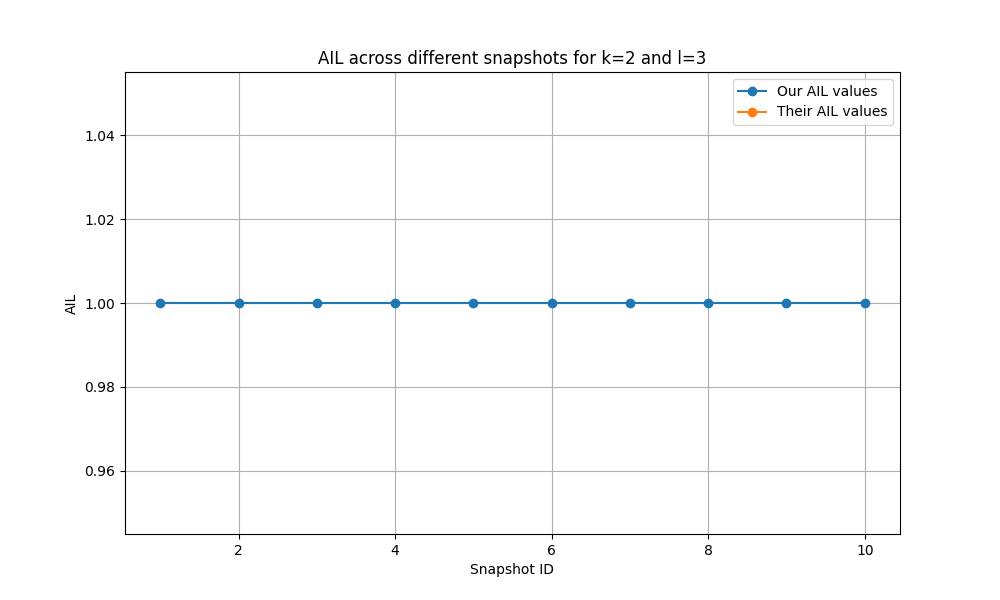 AIL across different snapshots for k=2 and l=3
Our AIL values
Their AIL values
1.04
1.02
1.00
0.98
0.96
AIL
2 4 6 8 10
Snapshot ID